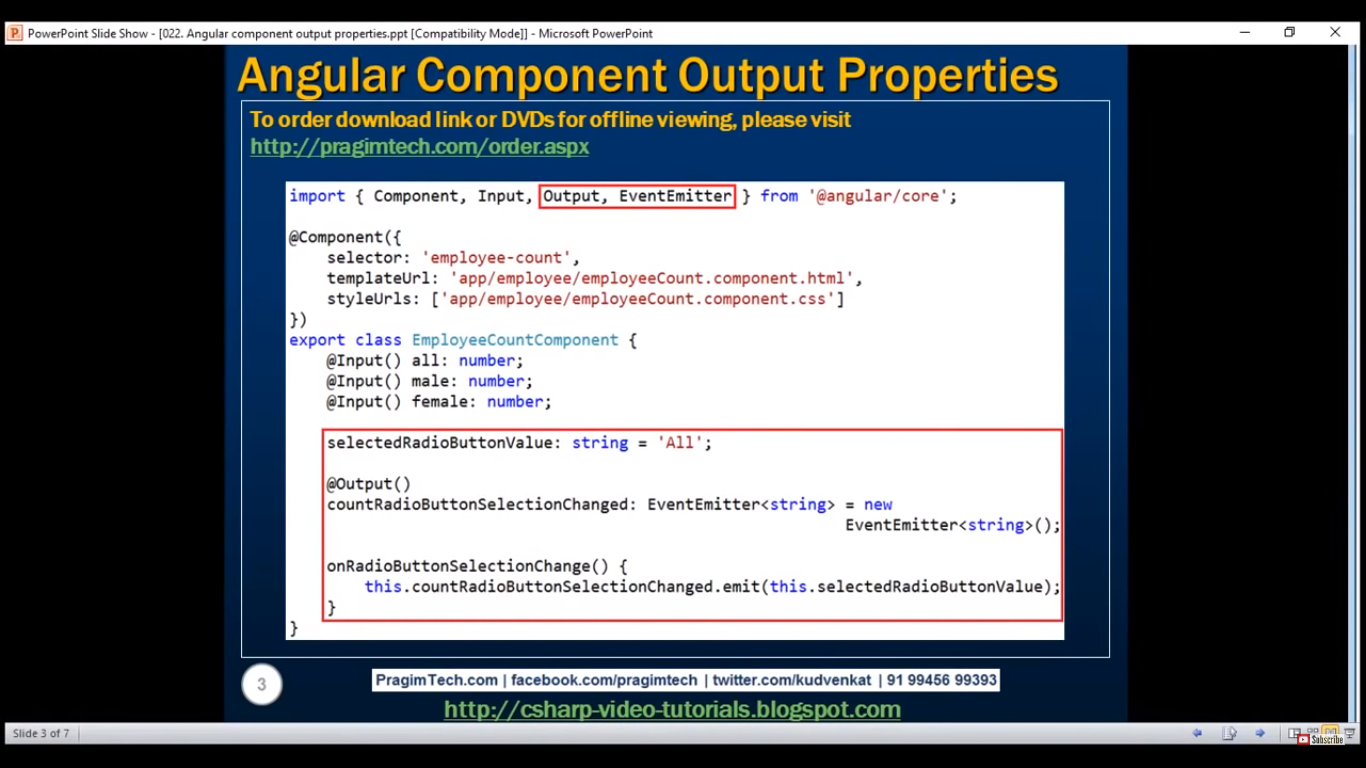 PowerPoint Slide Show - [022. Angular component output properties.ppt [Compatibility Mode]] - Microsoft PowerPoint
Angular Component Output Properties
To order download link or DVDs for offline viewing, please visit
http://pragimtech.com/order.aspx
import { Component, Input, Output, EventEmitter } from '@angular/core';
@Component({
selector: 'employee-count',
templateUrl: 'app/employee/employeeCount.component.html',
styleUrls: ['app/employee/employeeCount.component.css']
})
export class EmployeeCountComponent {
@Input() all: number;
@Input() male: number;
@Input() female: number;
selectedRadioButtonValue: string = 'All';
@Output()
countRadioButtonSelectionChanged: EventEmitter<string> = new
EventEmitter<string>();
onRadioButtonSelectionChange() {
this.countRadioButtonSelectionChanged.emit(this.selectedRadioButtonValue);
}
}
3
PragimTech.com | facebook.com/pragimtech | twitter.com/kudvenkat | 91 99456 99393
http://csharp-video-tutorials.blogspot.com
Slide 3 of 7
Subscribe